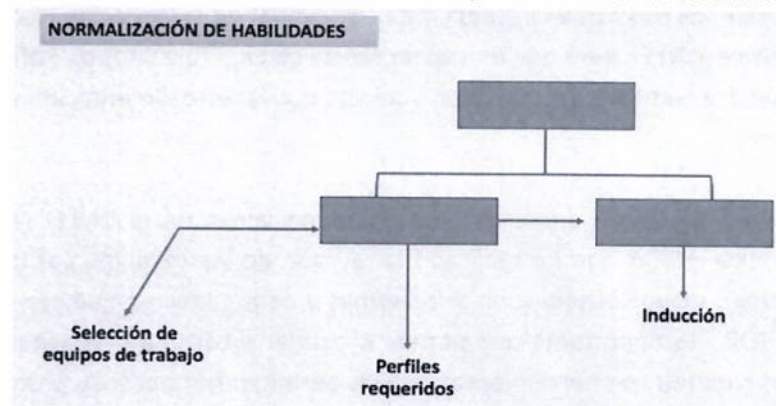 NORMALIZACIÓN DE HABILIDADES
Selección de
equipos de trabajo
Perfiles
requeridos
Inducción